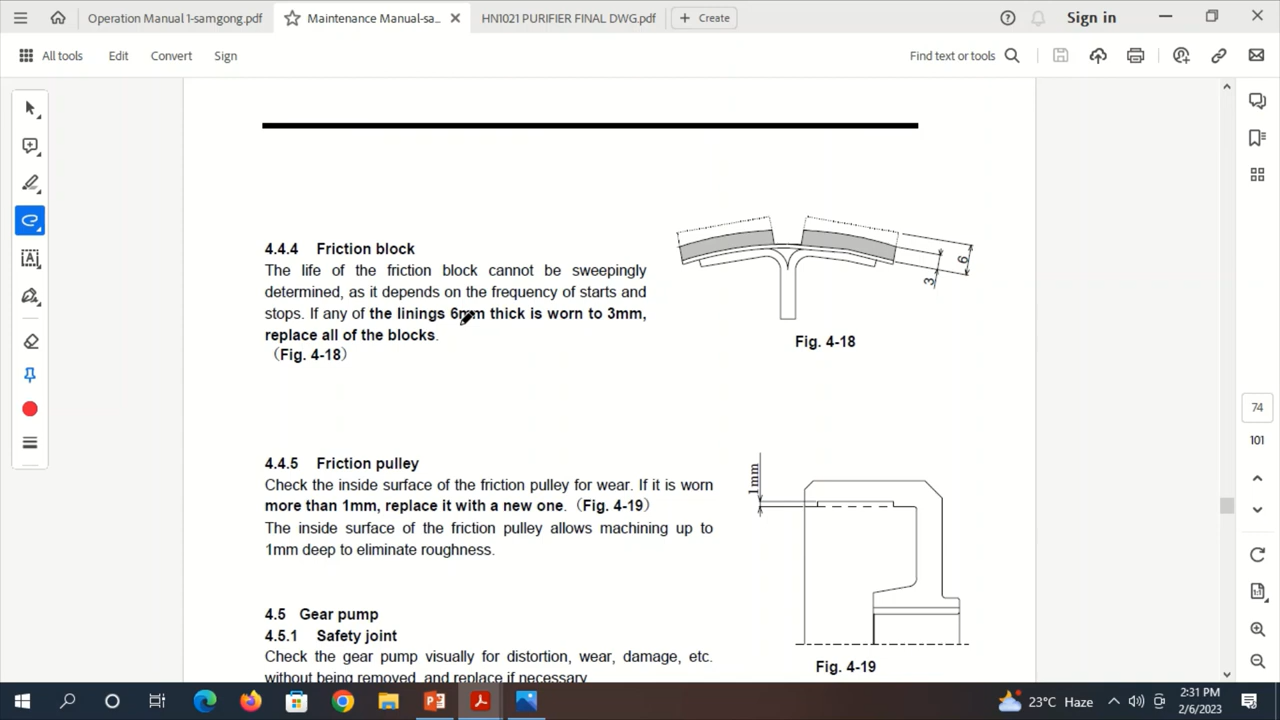 Operation Manual 1-samgong.pdf
Maintenance Manual-sa...
HN1021 PURIFIER FINAL DWG.pdf
Create
Sign in
All tools
Edit
Convert
Sign
Find text or tools
4.4.4 Friction block
The life of the friction block cannot be sweepingly
determined, as it depends on the frequency of starts and
stops. If any of the linings 6mm thick is worn to 3mm,
replace all of the blocks.
（Fig. 4-18）
6
3
Fig. 4-18
4.4.5 Friction pulley
Check the inside surface of the friction pulley for wear. If it is worn
more than 1mm, replace it with a new one.（Fig. 4-19）
The inside surface of the friction pulley allows machining up to
1mm deep to eliminate roughness.
1mm
Fig. 4-19
4.5 Gear pump
4.5.1 Safety joint
Check the gear pump visually for distortion, wear, damage, etc.
without being removed, and replace if necessary
74
101
23°C Haze
2:31 PM
2/6/2023